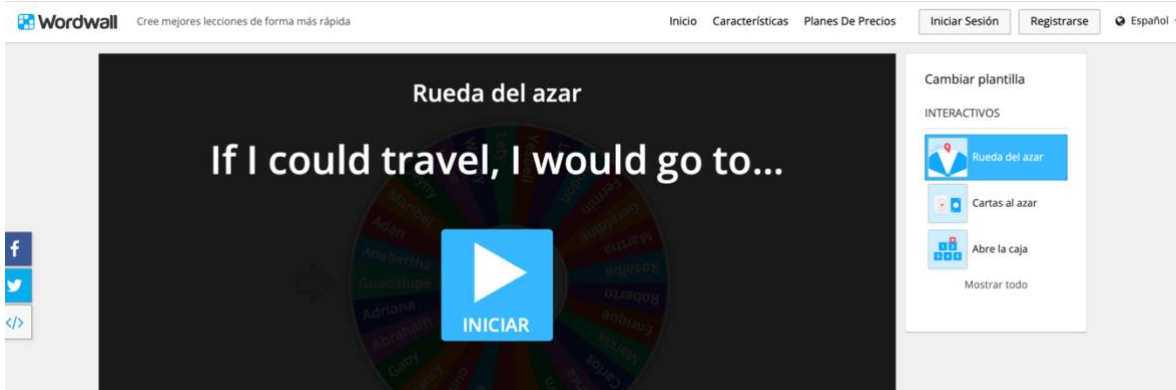 Wordwall Cree mejores lecciones de forma más rápida Inicio Características Planes De Precios Iniciar Sesión Registrarse Español
Rueda del azar
If I could travel, I would go to...
INICIAR
Maribel
Adan
Anabertha
Guadalupe
Adriana
Abraham
Gaby
Fermin
Geraldine
Martha
Rosalba
Roberto
Enrique
Marcia
Carlos
Cambiar plantilla
INTERACTIVOS
Rueda del azar
Cartas al azar
Abre la caja
Mostrar todo
f
</>